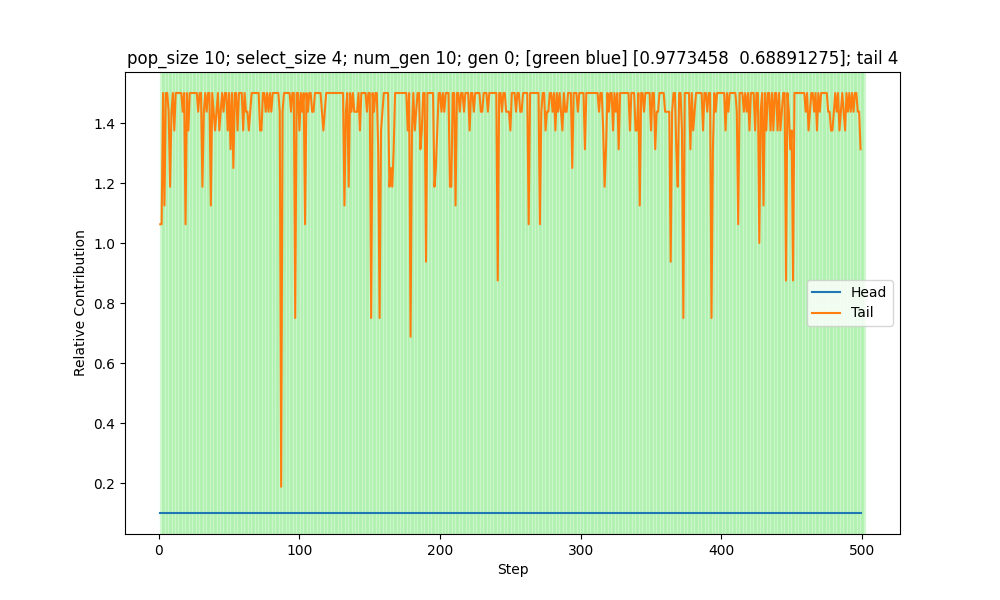 pop_size 10; select_size 4; num_gen 10; gen 0; [green blue] [0.9773458  0.68891275]; tail 4
Relative Contribution
1.4
1.2
1.0
0.8
0.6
0.4
0.2
Head
Tail
0 100 200 300 400 500
Step